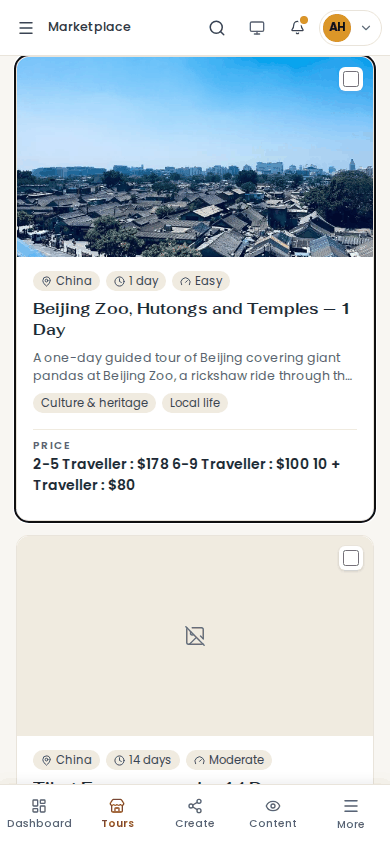 Marketplace
AH
China
1 day
Easy
Beijing Zoo, Hutongs and Temples — 1
Day
A one-day guided tour of Beijing covering giant
pandas at Beijing Zoo, a rickshaw ride through th…
Culture & heritage
Local life
PRICE
2-5 Traveller : $178 6-9 Traveller : $100 10 +
Traveller : $80
China
14 days
Moderate
Dashboard
Tours
Create
Content
More